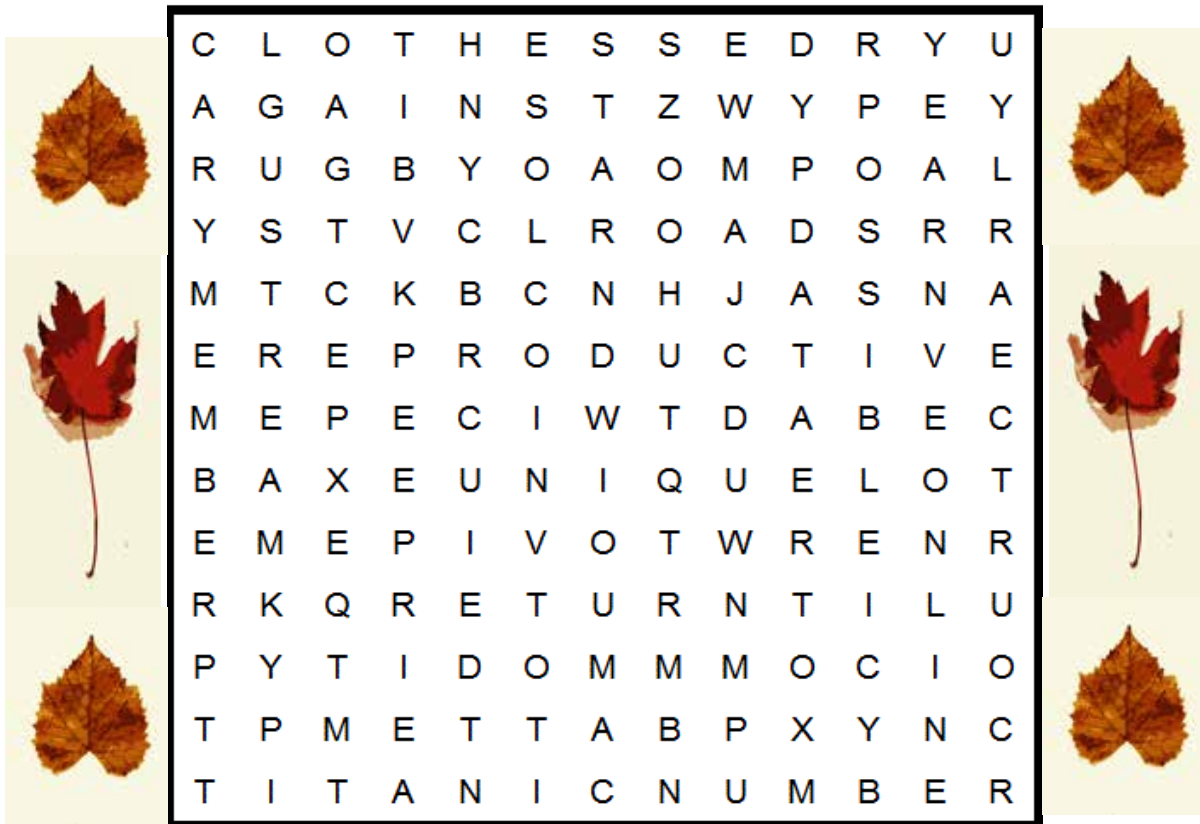 C L O T H E S S E D R Y U
A G A I N S T Z W Y P E Y
R U G B Y O A O M P O A L
Y S T V C L R O A D S R R
M T C K B C N H J A S N A
E R E P R O D U C T I V E
M E P E C I W T D A B E C
B A X E U N I Q U E L O T
E M E P I V O T W R E N R
R K Q R E T U R N T I L U
P Y T I D O M M M O C I O
T P M E T T A B P X Y N C
T I T A N I C N U M B E R